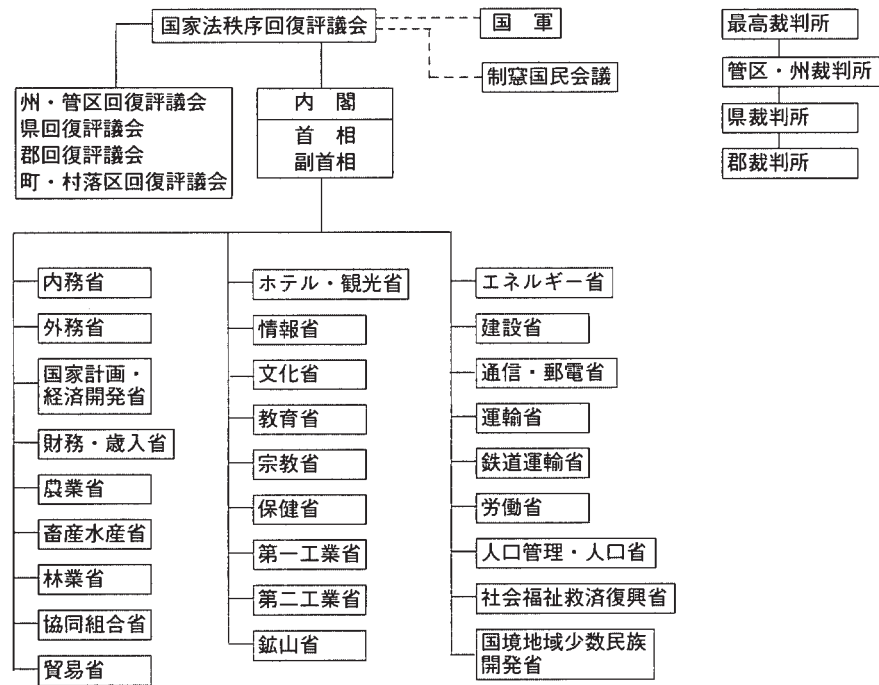 国家法秩序回復評議会
国　軍
制窓国民会議
最高裁判所
管区・州裁判所
県裁判所
郡裁判所
州・管区回復評議会
県回復評議会
郡回復評議会
町・村落区回復評議会
内　閣
首　相
副首相
内務省
外務省
国家計画・
経済開発省
財務・歳入省
農業省
畜産水産省
林業省
協同組合省
貿易省
ホテル・観光省
情報省
文化省
教育省
宗教省
保健省
第一工業省
第二工業省
鉱山省
エネルギー省
建設省
通信・郵電省
運輸省
鉄道運輸省
労働省
人口管理・人口省
社会福祉救済復興省
国境地域少数民族
開発省